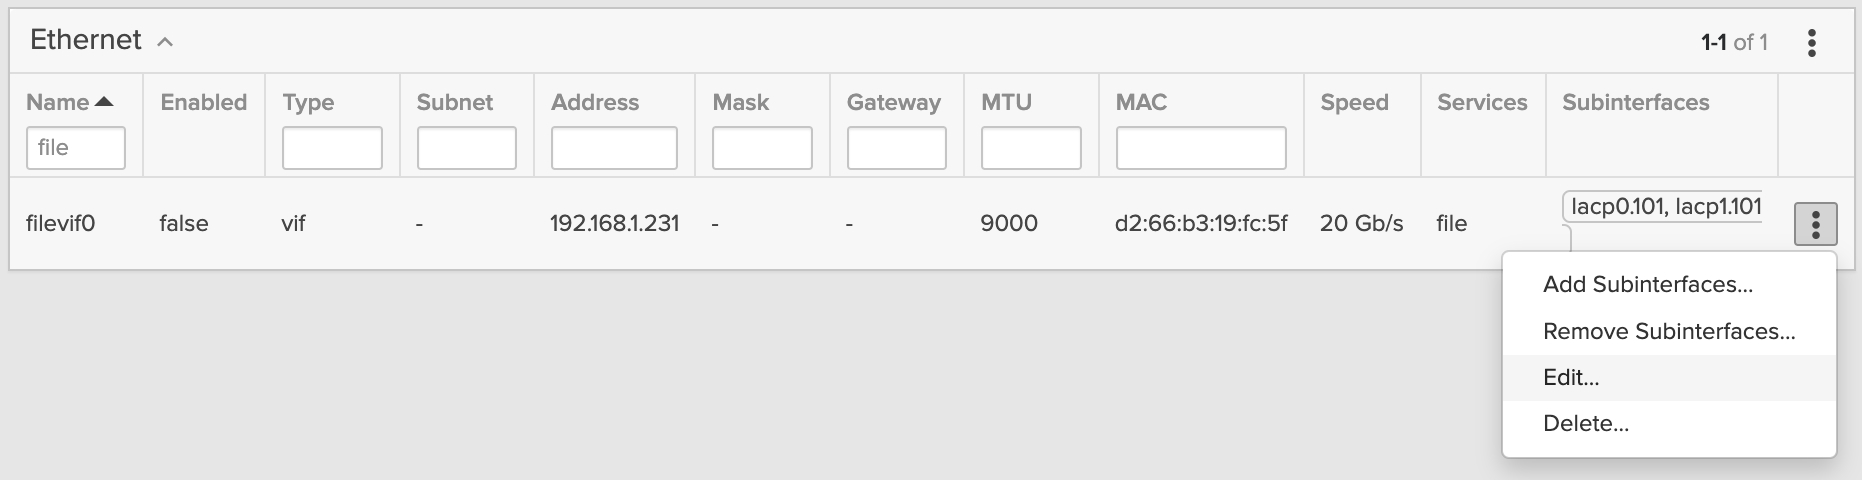 Ethernet
1-1 of 1
Name Enabled Type Subnet Address Mask Gateway MTU MAC Speed Services Subinterfaces
file
filevif0 false vif - 192.168.1.231 - - 9000 d2:66:b3:19:fc:5f 20 Gb/s file lacp0.101, lacp1.101
Add Subinterfaces...
Remove Subinterfaces...
Edit...
Delete...